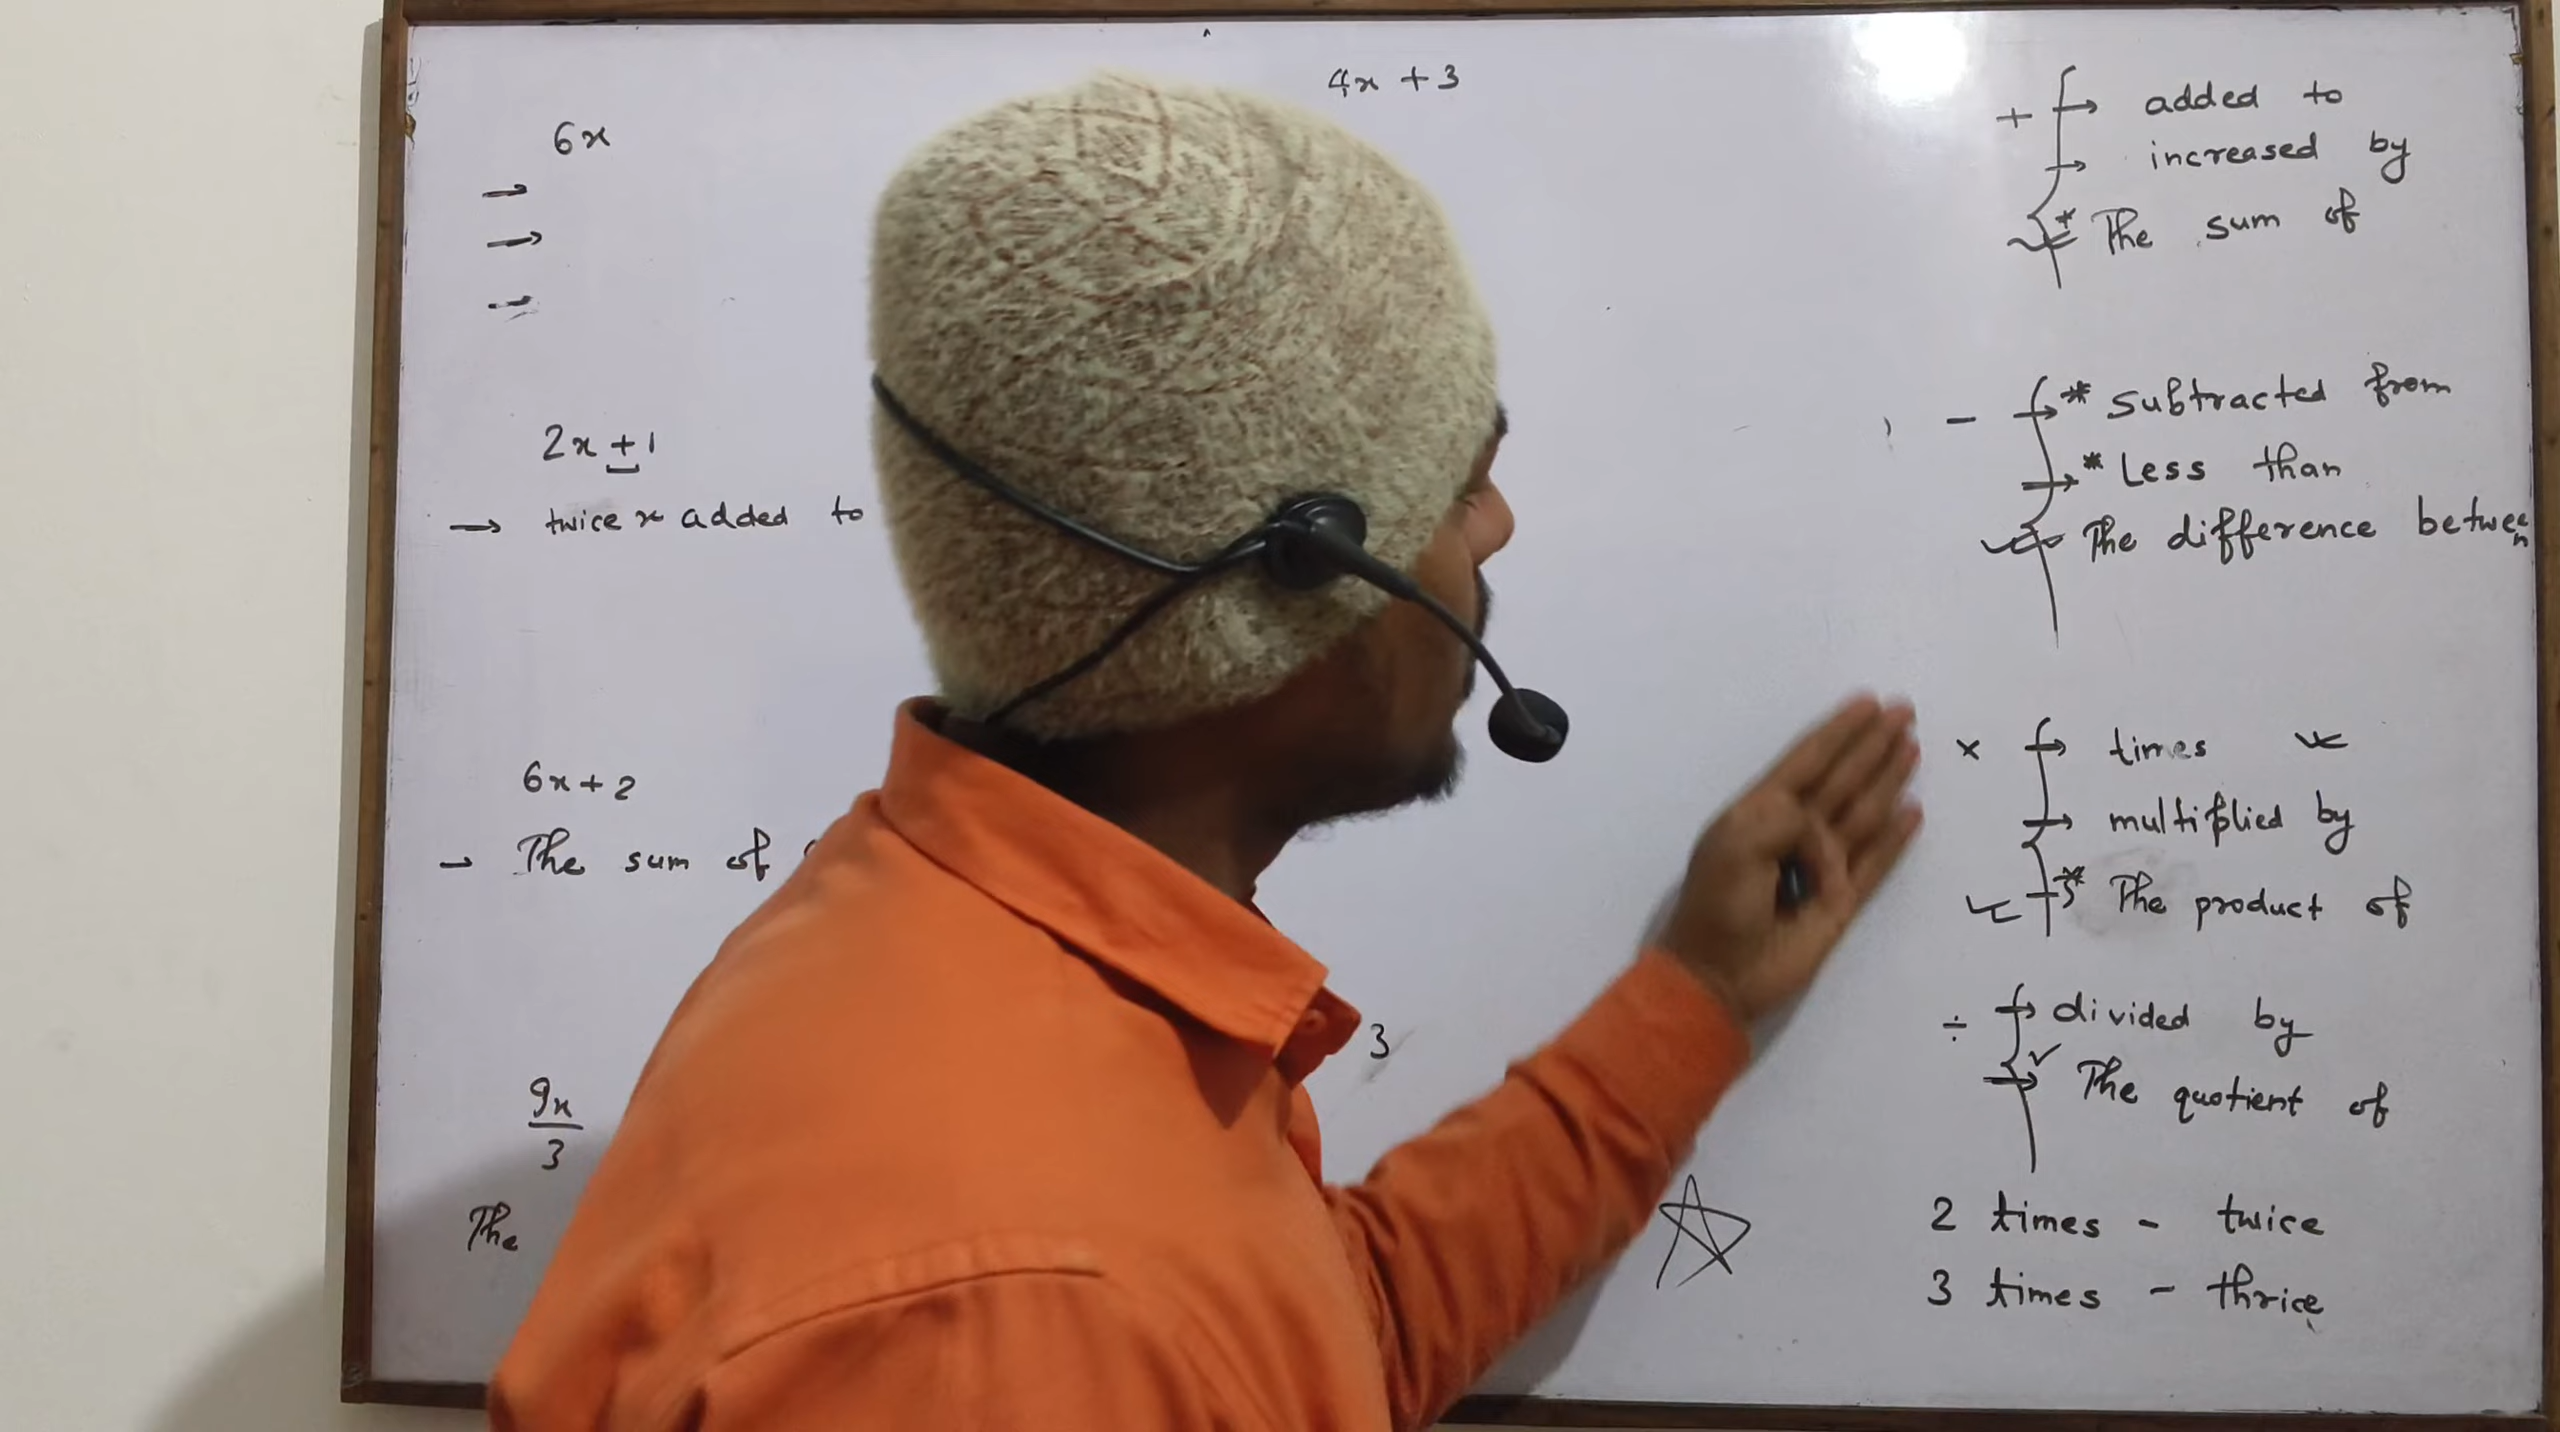 6x
2x + 1
→ twice x added to
6x + 2
- The sum of
9x
3
The
4x + 3
3
+ → added to
→ increased by
* The sum of
- → * Subtracted from
→ * Less than
The difference between
× → times
→ multiplied by
* The product of
÷ → divided by
→ The quotient of
2 times - twice
3 times - thrice